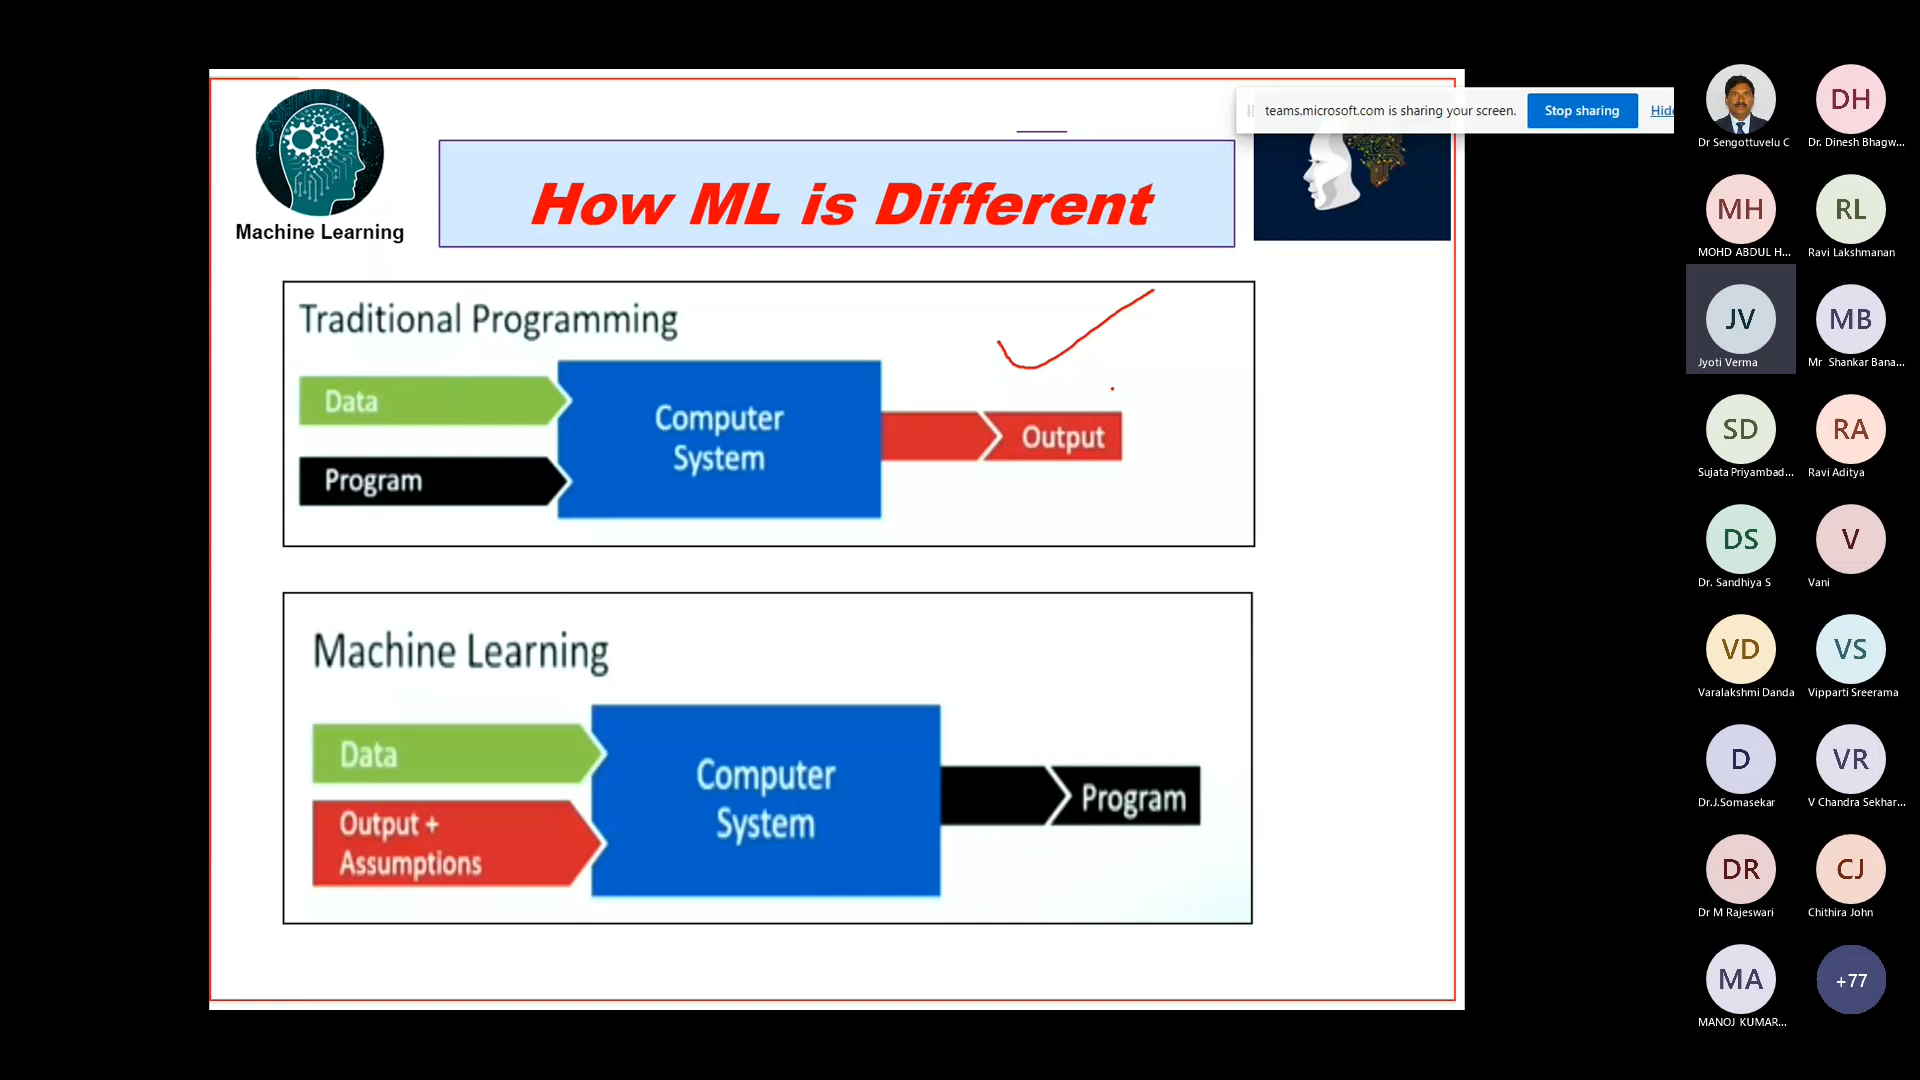 teams.microsoft.com is sharing your screen.
Stop sharing
Hide
Machine Learning
How ML is Different
Traditional Programming
Data
Program
Computer
System
Output
Machine Learning
Data
Output +
Assumptions
Computer
System
Program
Dr Sengottuvelu C
DH
Dr. Dinesh Bhagw...
MH
MOHD ABDUL H...
RL
Ravi Lakshmanan
JV
Jyoti Verma
MB
Mr Shankar Bana...
SD
Sujata Priyambad...
RA
Ravi Aditya
DS
Dr. Sandhiya S
V
Vani
VD
Varalakshmi Danda
VS
Vipparti Sreerama
D
Dr.J.Somasekar
VR
V Chandra Sekhar...
DR
Dr M Rajeswari
CJ
Chithira John
MA
MANOJ KUMAR...
+77